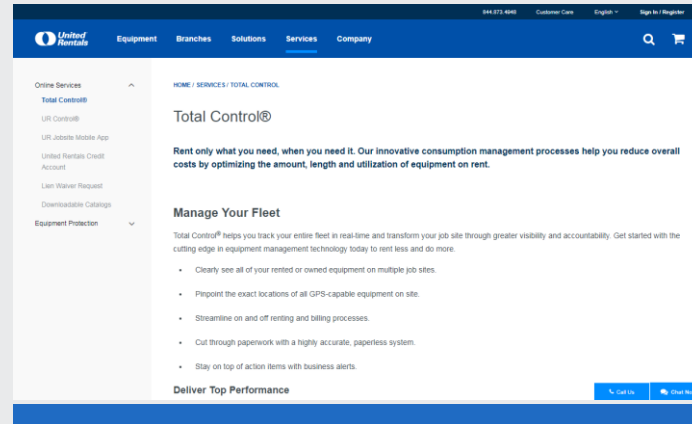 844.873.4948 Customer Care English Sign In / Register
United Rentals Equipment Branches Solutions Services Company
Online Services
Total Control®
UR Control®
UR Jobsite Mobile App
United Rentals Credit
Account
Lien Waiver Request
Downloadable Catalogs
Equipment Protection
HOME / SERVICES / TOTAL CONTROL
Total Control®
Rent only what you need, when you need it. Our innovative consumption management processes help you reduce overall
costs by optimizing the amount, length and utilization of equipment on rent.
Manage Your Fleet
Total Control® helps you track your entire fleet in real-time and transform your job site through greater visibility and accountability. Get started with the
cutting edge in equipment management technology today to rent less and do more.
• Clearly see all of your rented or owned equipment on multiple job sites.
• Pinpoint the exact locations of all GPS-capable equipment on site.
• Streamline on and off renting and billing processes.
• Cut through paperwork with a highly accurate, paperless system.
• Stay on top of action items with business alerts.
Deliver Top Performance
Call Us Chat No